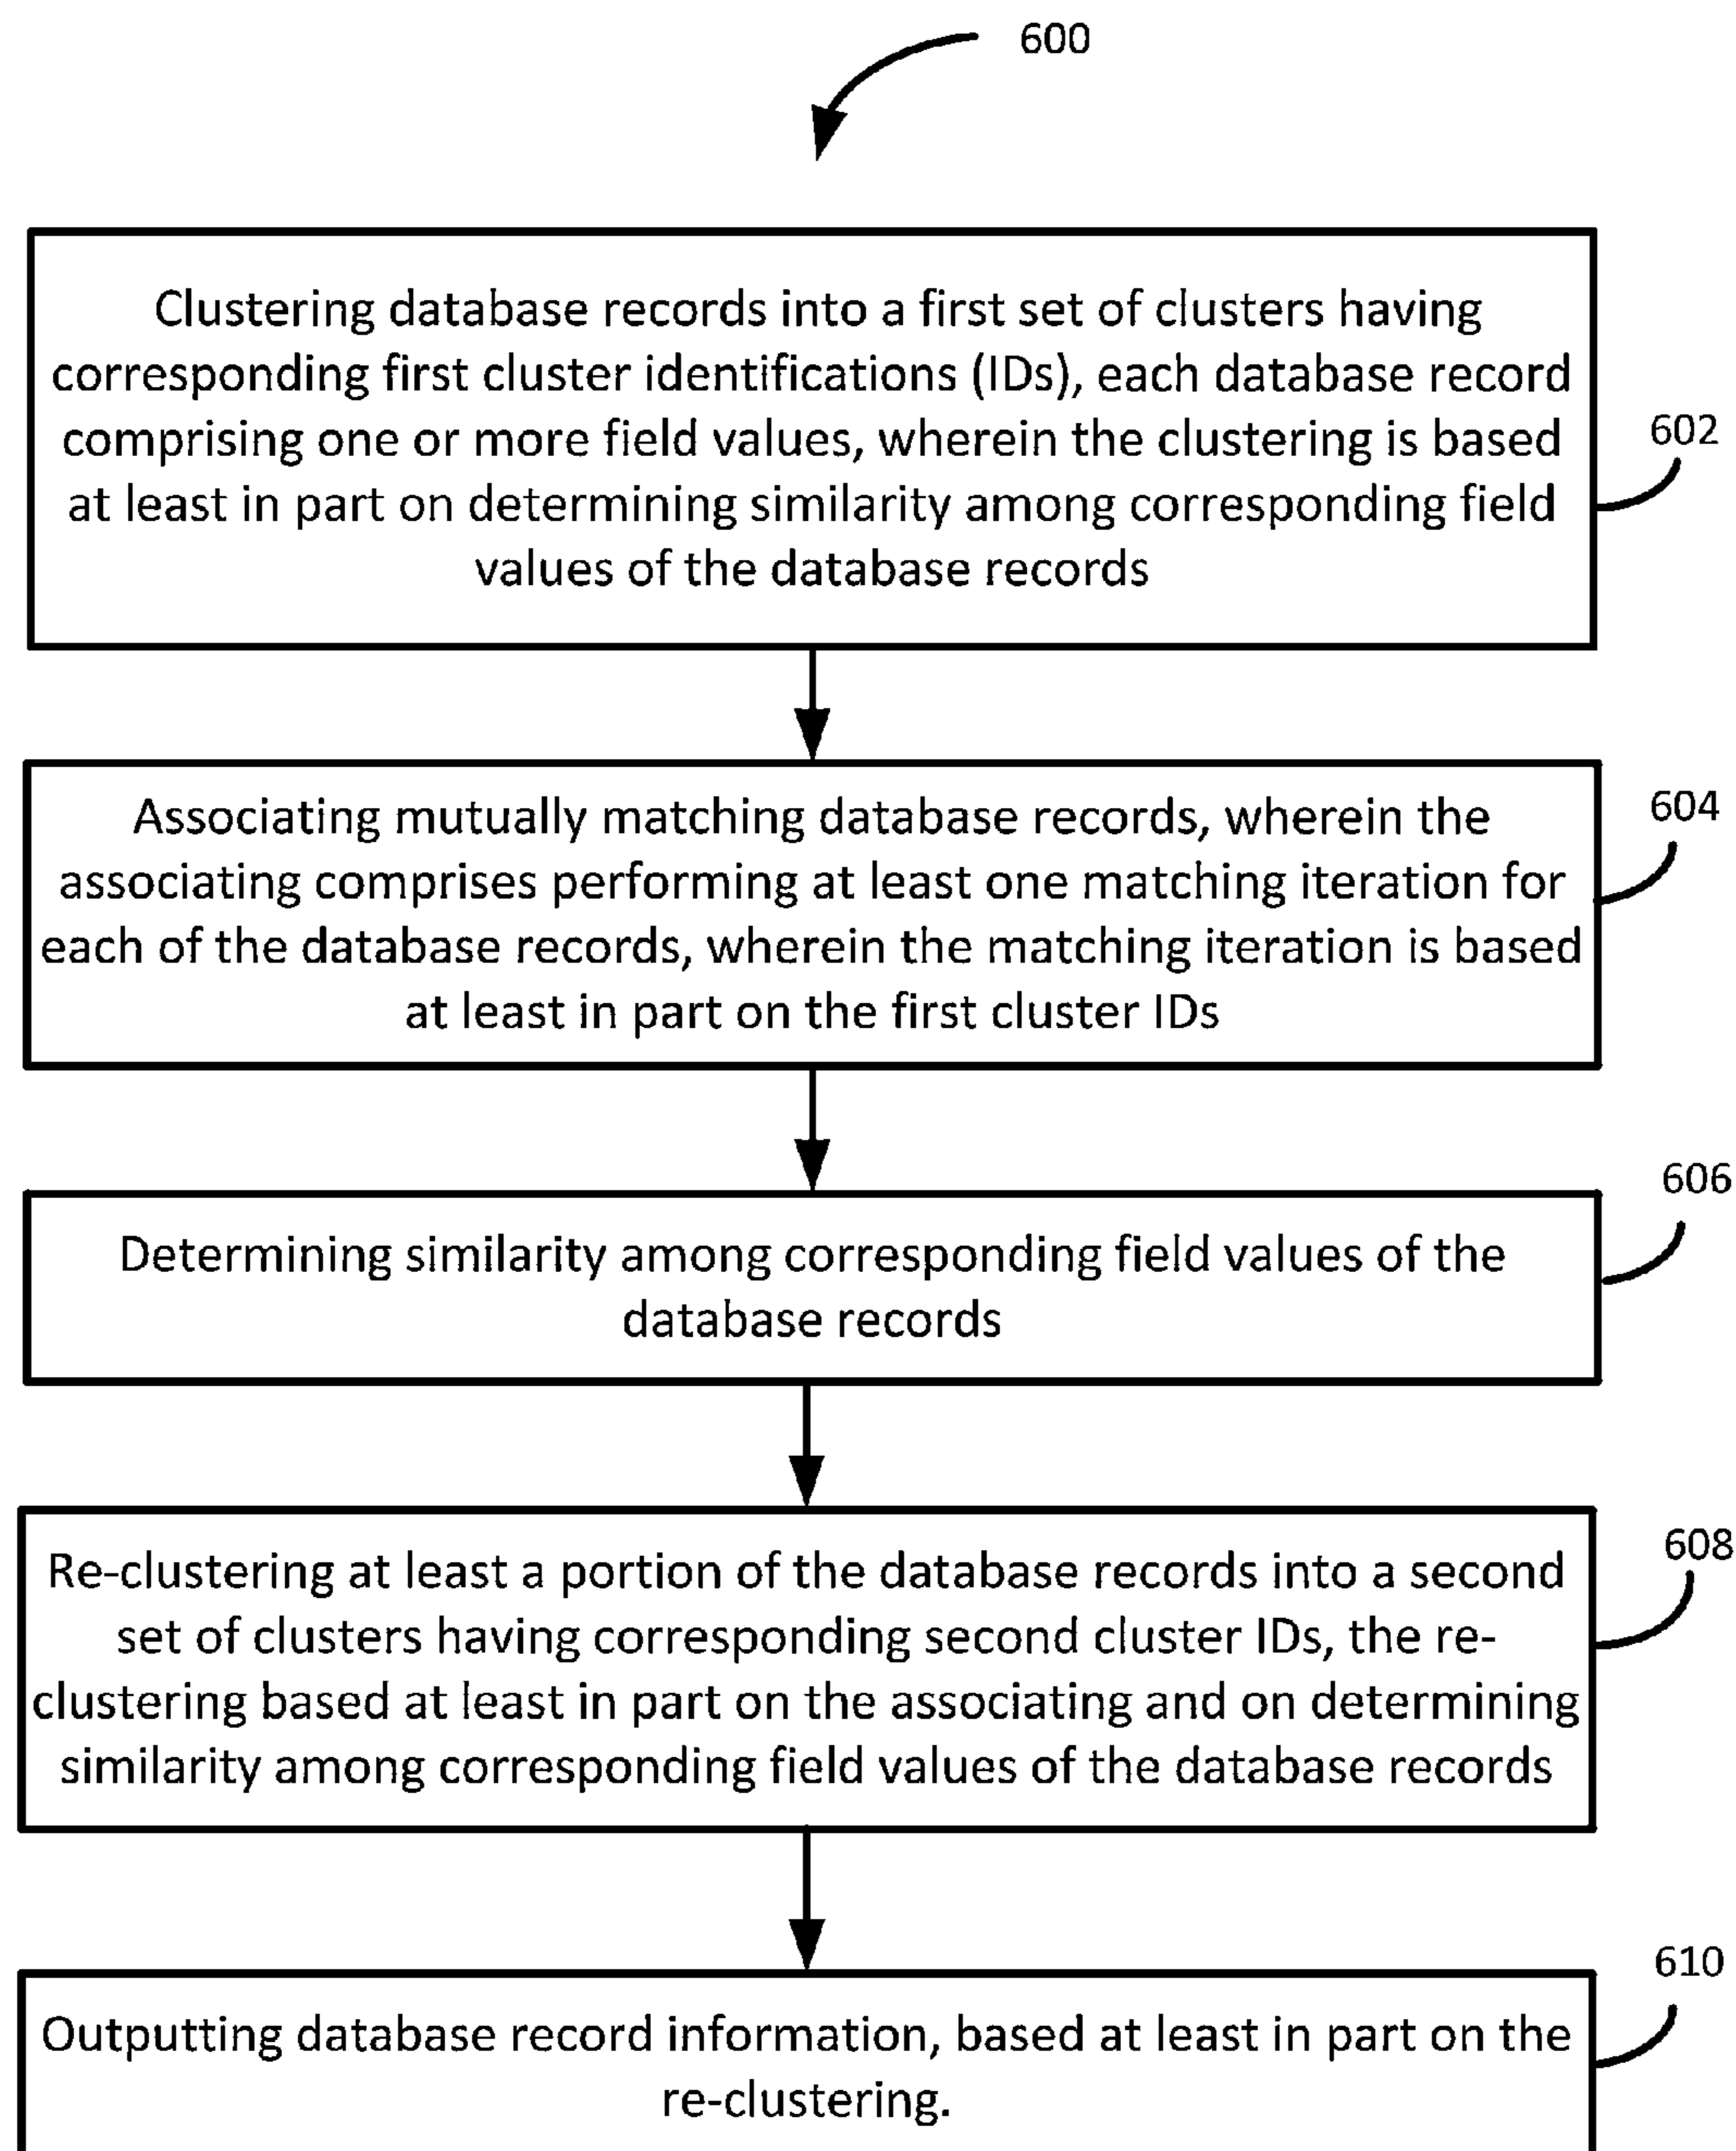 600
Clustering database records into a first set of clusters having
corresponding first cluster identifications (IDs), each database record
comprising one or more field values, wherein the clustering is based
at least in part on determining similarity among corresponding field
values of the database records
602
Associating mutually matching database records, wherein the
associating comprises performing at least one matching iteration for
each of the database records, wherein the matching iteration is based
at least in part on the first cluster IDs
604
Determining similarity among corresponding field values of the
database records
606
Re-clustering at least a portion of the database records into a second
set of clusters having corresponding second cluster IDs, the re-
clustering based at least in part on the associating and on determining
similarity among corresponding field values of the database records
608
Outputting database record information, based at least in part on the
re-clustering.
610